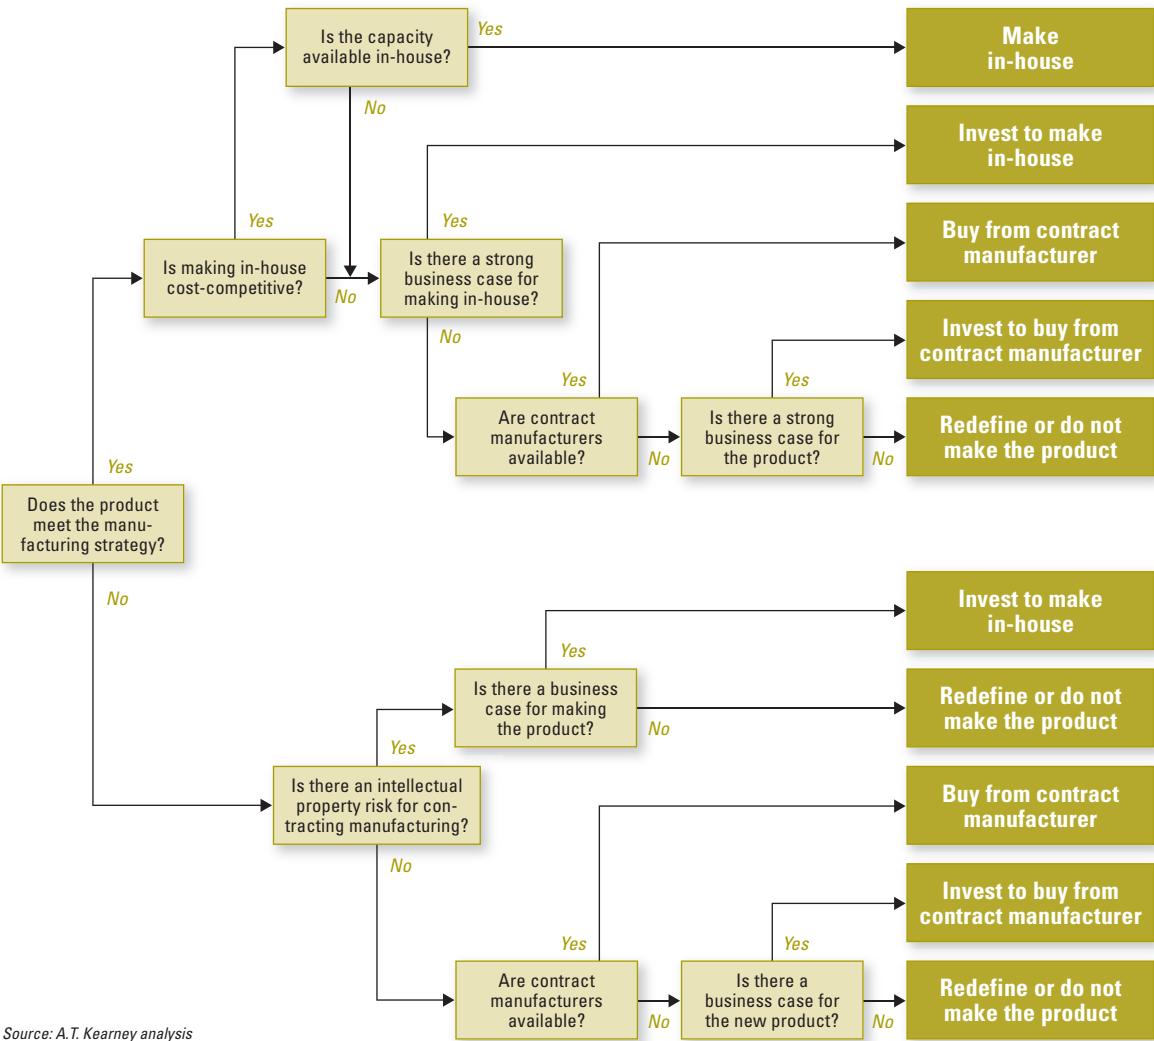 Is the capacity
available in-house?
Yes
Make
in-house
No
Invest to make
in-house
Yes
Is making in-house
cost-competitive?
No
Yes
Is there a strong
business case for
making in-house?
No
Buy from contract
manufacturer
Invest to buy from
contract manufacturer
Yes
Are contract
manufacturers
available?
No
Yes
Is there a strong
business case for
the product?
No
Redefine or do not
make the product
Yes
Does the product
meet the manu-
facturing strategy?
No
Invest to make
in-house
Yes
Is there a business
case for making
the product?
No
Redefine or do not
make the product
Yes
Is there an intellectual
property risk for con-
tracting manufacturing?
No
Buy from contract
manufacturer
Invest to buy from
contract manufacturer
Yes
Are contract
manufacturers
available?
No
Yes
Is there a
business case for
the new product?
No
Redefine or do not
make the product
Source: A.T. Kearney analysis